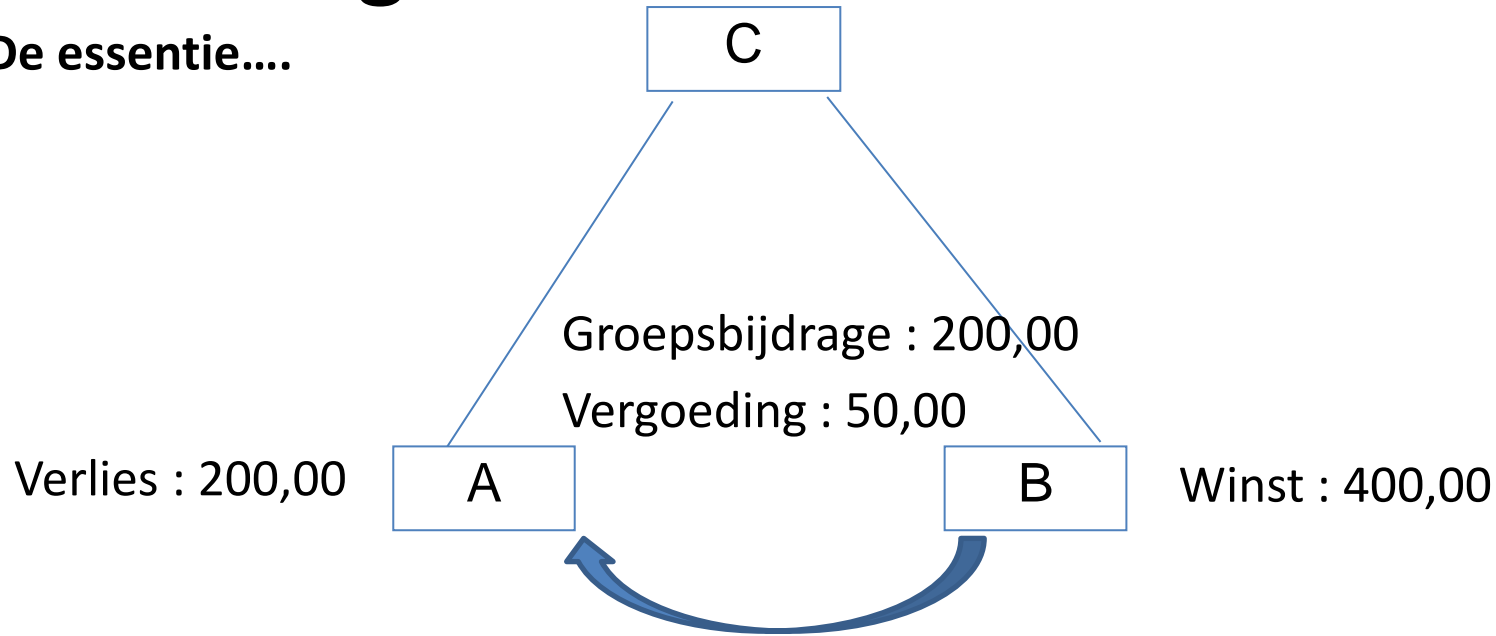 De essentie....
C
Groepsbijdrage : 200,00
Vergoeding : 50,00
Verlies : 200,00
A
B
Winst : 400,00